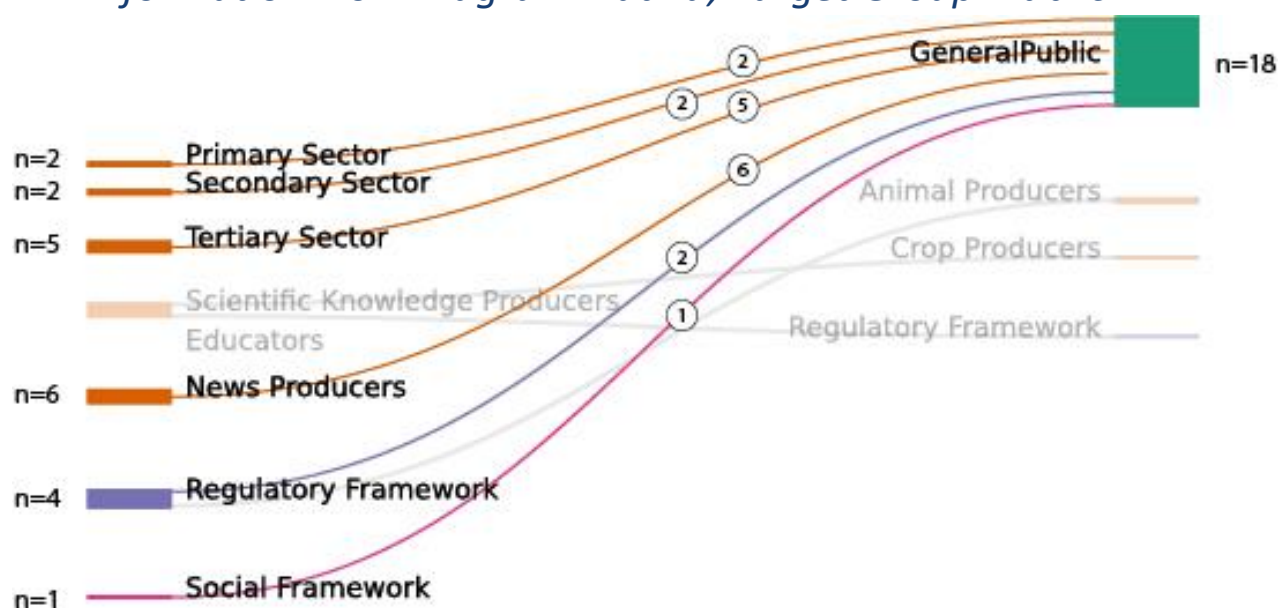 GeneralPublic
n=18
2
2
5
n=2 Primary Sector
n=2 Secondary Sector
6
Animal Producers
n=5 Tertiary Sector
Crop Producers
2
Scientific Knowledge Producers
1
Regulatory Framework
Educators
n=6 News Producers
n=4 Regulatory Framework
n=1 Social Framework